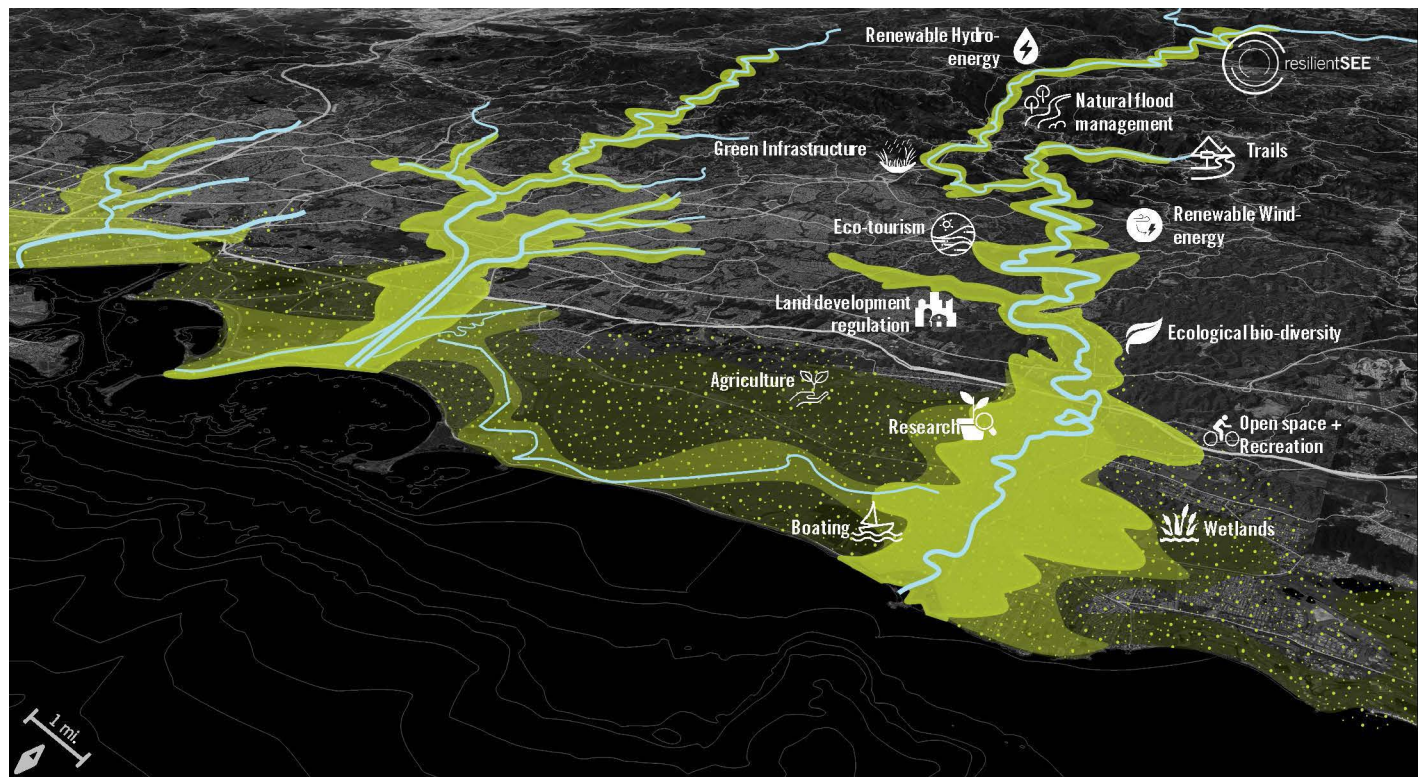 Renewable Hydro-
energy
resilientSEE
Natural flood
management
Green Infrastructure
Trails
Eco-tourism
Renewable Wind-
energy
Land development
regulation
Ecological bio-diversity
Agriculture
Research
Open space +
Recreation
Boating
Wetlands
1 mi.